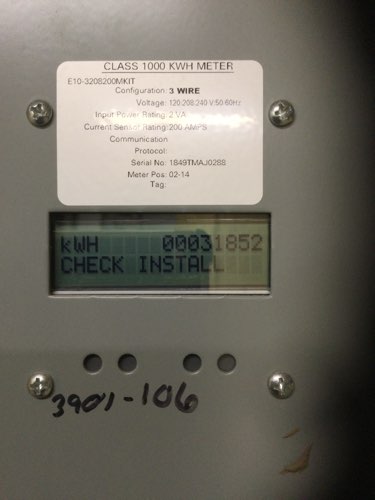 CLASS 1000 KWH METER
E10-3208200MKIT
Configuration: 3 WIRE
Voltage: 120.208.240 V:50-60Hz
Input Power Rating: 2 VA
Current Sensor Rating: 200 AMPS
Communication
Protocol:
Serial No: 1849TMAJ0288
Meter Pos: 02-14
Tag:
kWH 00031852
CHECK INSTALL
3901-106